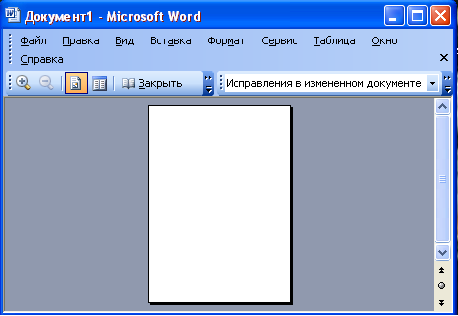 Документ1 - Microsoft Word
Файл Правка Вид Вставка Формат Сервис Таблица Окно
Справка
Закрыть Исправления в измененном документе